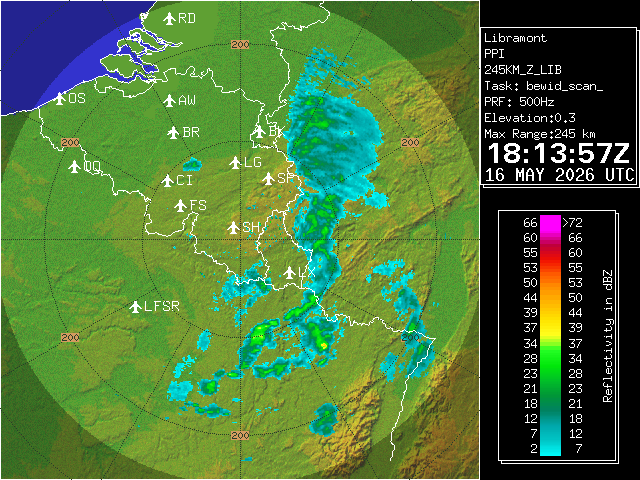 RD
200
OS
AW
BR
BK
200
200
QQ
LG
CI
SP
FS
SH
LX
LFSR
200
200
200
Libramont
PPI
245KM_Z_LIB
Task: bewid_scan_
PRF: 500Hz
Elevation:0.3
Max Range:245 km
18:13:57Z
16 MAY 2026 UTC
66 >72
60 66
55 60
53 55
50 53
44 50
39 44
37 39
34 37
28 34
23 28
21 23
18 21
12 18
7 12
2 7
Reflectivity in dBZ